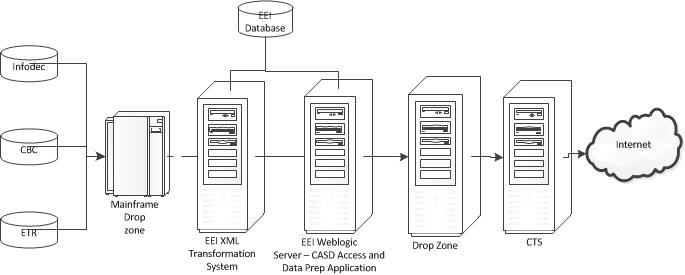 EEI
Database
Infodec
CBC
ETR
Mainframe
Drop
zone
EEI XML
Transformation
System
EEI Weblogic
Server – CASD Access and
Data Prep Application
Drop Zone
CTS
Internet